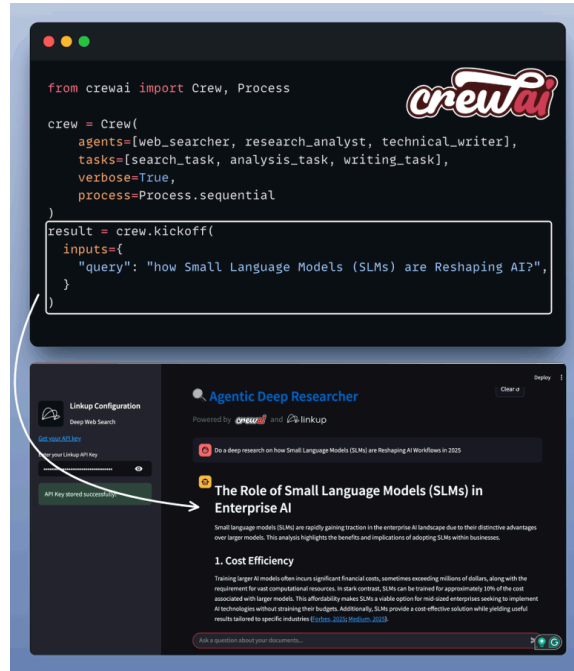 from crewai import Crew, Process
crewai
crew = Crew(
agents=[web_searcher, research_analyst, technical_writer],
tasks=[search_task, analysis_task, writing_task],
verbose=True,
process=Process.sequential
)
result = crew.kickoff(
inputs={
"query": "how Small Language Models (SLMs) are Reshaping AI?",
}
)
Deploy
Clear
Agentic Deep Researcher
Linkup Configuration
Deep Web Search
Powered by crewai and linkup
Get your API key
Enter your Linkup API Key
API Key stored successfully!
Do a deep research on how Small Language Models (SLMs) are Reshaping AI Workflows in 2025
The Role of Small Language Models (SLMs) in
Enterprise AI
Small language models (SLMs) are rapidly gaining traction in the enterprise AI landscape due to their distinctive advantages
over larger models. This analysis highlights the benefits and implications of adopting SLMs within businesses.
1. Cost Efficiency
Training larger AI models often incurs significant financial costs, sometimes exceeding millions of dollars, along with the
requirement for vast computational resources. In stark contrast, SLMs can be trained for approximately 10% of the cost
associated with larger models. This affordability makes SLMs a viable option for mid-sized enterprises seeking to implement
AI technologies without straining their budgets. Additionally, SLMs provide a cost-effective solution while yielding useful
results tailored to specific industries (Forbes, 2025; Medium, 2025).
Ask a question about your documents...